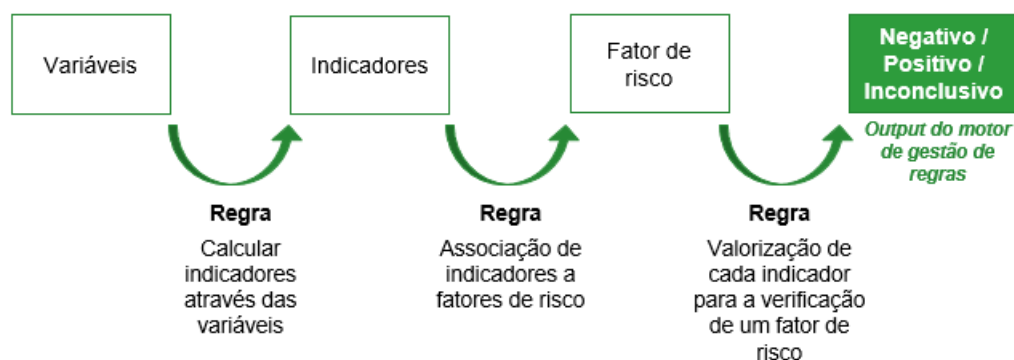 Variáveis
Indicadores
Fator de
risco
Negativo /
Positivo /
Inconclusivo
Output do motor
de gestão de
regras
Regra
Calcular
indicadores
através das
variáveis
Regra
Associação de
indicadores a
fatores de risco
Regra
Valorização de
cada indicador
para a verificação
de um fator de
risco